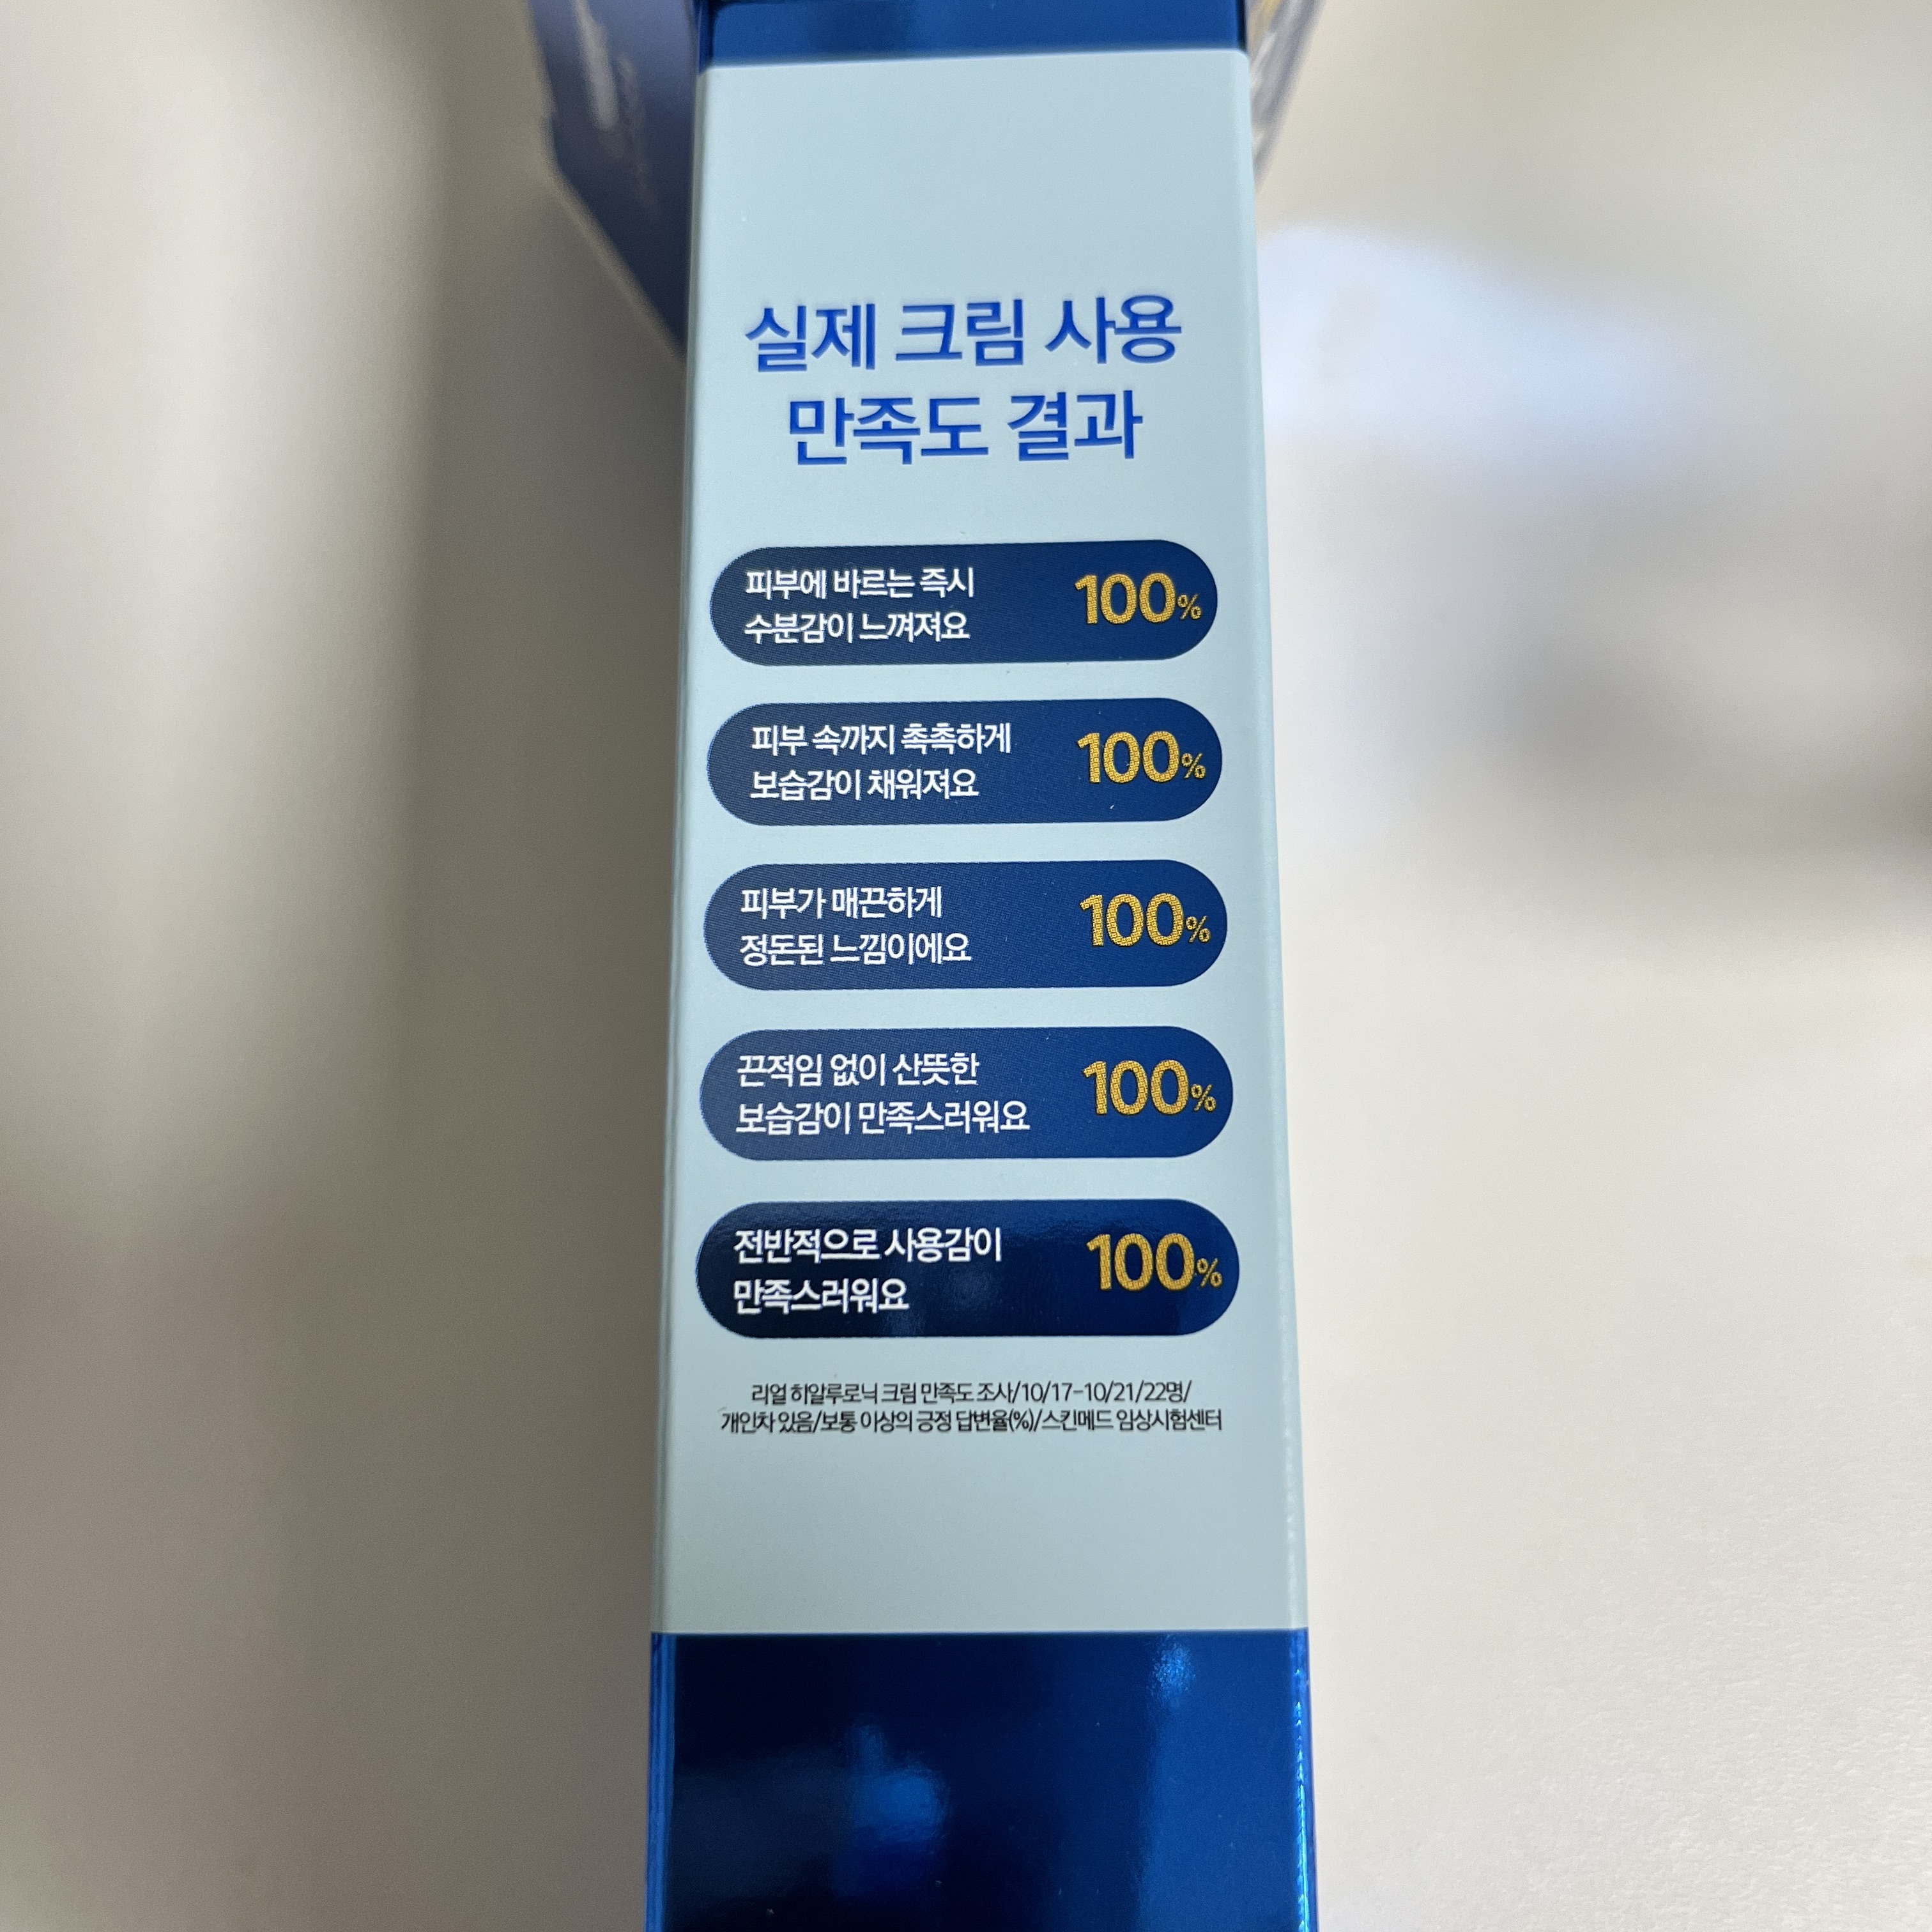 실제 크림 사용
만족도 결과
피부에 바르는 즉시
수분감이 느껴져요
100%
피부 속까지 촉촉하게
보습감이 채워져요
100%
피부가 매끈하게
정돈된 느낌이에요
100%
끈적임 없이 산뜻한
보습감이 만족스러워요
100%
전반적으로 사용감이
만족스러워요
100%
리얼 히알루로닉 크림 만족도 조사/10/17-10/21/22명/
개인차 있음/보통 이상의 긍정 답변율(%)/스킨메드 임상시험센터